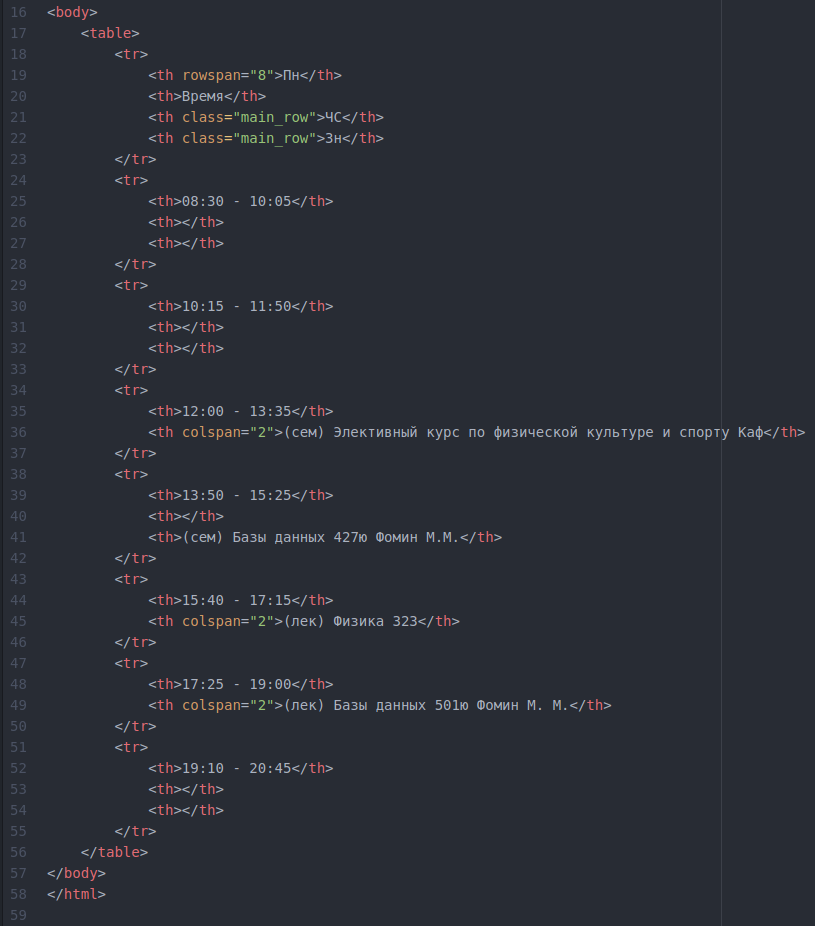 16 <body>
17 <table>
18 <tr>
19 <th rowspan="8">Пн</th>
20 <th>Время</th>
21 <th class="main_row">ЧС</th>
22 <th class="main_row">Зн</th>
23 </tr>
24 <tr>
25 <th>08:30 - 10:05</th>
26 <th></th>
27 <th></th>
28 </tr>
29 <tr>
30 <th>10:15 - 11:50</th>
31 <th></th>
32 <th></th>
33 </tr>
34 <tr>
35 <th>12:00 - 13:35</th>
36 <th colspan="2">(сем) Элективный курс по физической культуре и спорту Каф</th>
37 </tr>
38 <tr>
39 <th>13:50 - 15:25</th>
40 <th></th>
41 <th>(сем) Базы данных 427ю Фомин М.М.</th>
42 </tr>
43 <tr>
44 <th>15:40 - 17:15</th>
45 <th colspan="2">(лек) Физика 323</th>
46 </tr>
47 <tr>
48 <th>17:25 - 19:00</th>
49 <th colspan="2">(лек) Базы данных 501ю Фомин М. М.</th>
50 </tr>
51 <tr>
52 <th>19:10 - 20:45</th>
53 <th></th>
54 <th></th>
55 </tr>
56 </table>
57 </body>
58 </html>
59